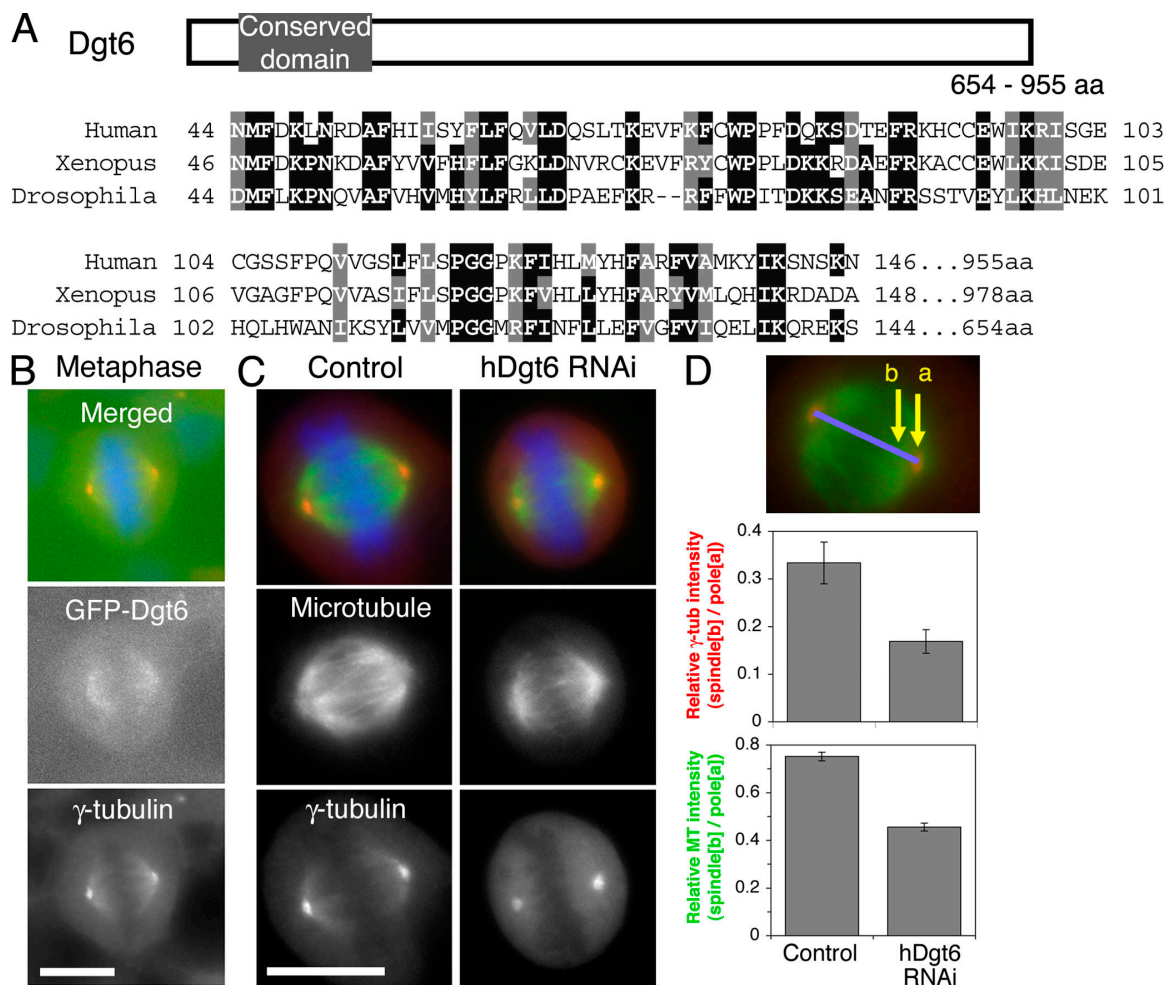 A
Dgt6
Conserved
domain
654 - 955 aa
Human 44 NMFDKLNRDAFHIISYFLFQVLDQSLTKEVFKFCWPPFDQKSDTEFRKHCCEWIKRISGE 103
Xenopus 46 NMFDKPNKDAFYVVFHFLFGKLDNVRCKEVFRYCWPPLDKKRDAEFRKACCEWLKKISDE 105
Drosophila 44 DMFLKPNQVAFVHVMHYLFRLLDPAEFKR--RFFWPITDKKSEANFRSSTVEYLKHLNEK 101
Human 104 CGSSFPQVVGSLFLSPGGPKFIHLMYHFARFVAMKYIKSNSKN 146...955aa
Xenopus 106 VGAGFPQVVASIFLSPGGPKFVHLLYHFARYVMLQHIKRDADA 148...978aa
Drosophila 102 HQLHWANIKSYLVVMPGGMRFINFLLEFVGFVIQELIKQREKS 144...654aa
B
Metaphase
Merged
GFP-Dgt6
γ-tubulin
C
Control
hDgt6 RNAi
Microtubule
γ-tubulin
D
b
a
Relative γ-tub intensity
(spindle[b] / pole[a])
0.4
0.3
0.2
0.1
0
Relative MT intensity
(spindle[b] / pole[a])
0.8
0.6
0.4
0.2
0
Control
hDgt6
RNAi